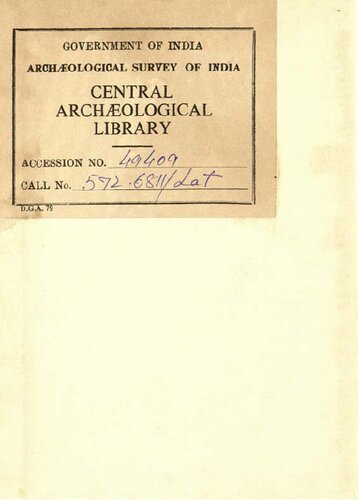 GOVERNMENT OF INDIA
ARCHÆOLOGICAL SURVEY OF INDIA
CENTRAL
ARCHÆOLOGICAL
LIBRARY
ACCESSION NO. 49409
CALL No. 572.6811/Lat
D.G.A. 79